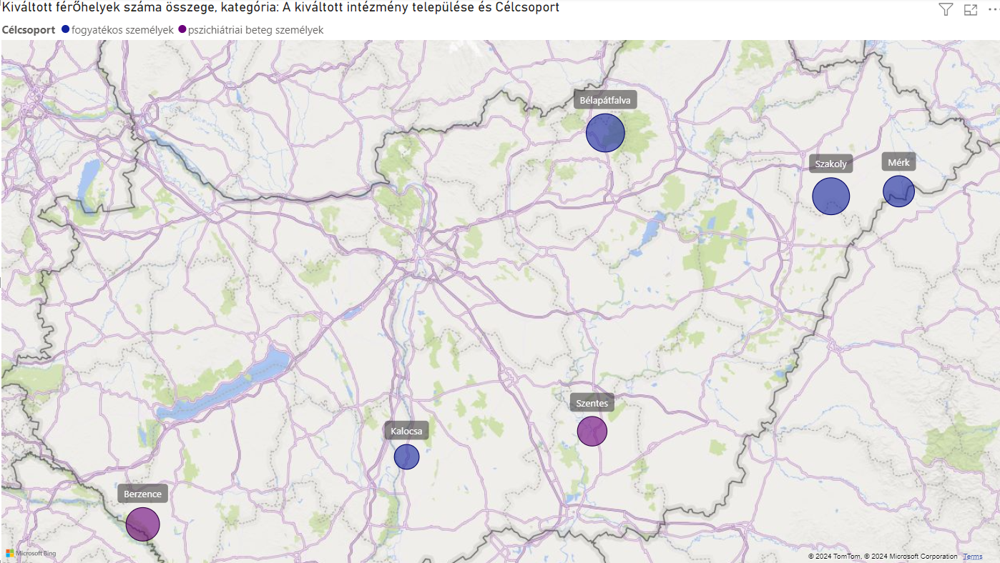 Kiváltott férőhelyek száma összege, kategória: A kiváltott intézmény települése és Célcsoport
Célcsoport fogyatékos személyek pszichiátriai beteg személyek
Bélapátfalva
Szakoly
Mérk
Szentes
Kalocsa
Berzence
Microsoft Bing
© 2024 TomTom, © 2024 Microsoft Corporation Terms